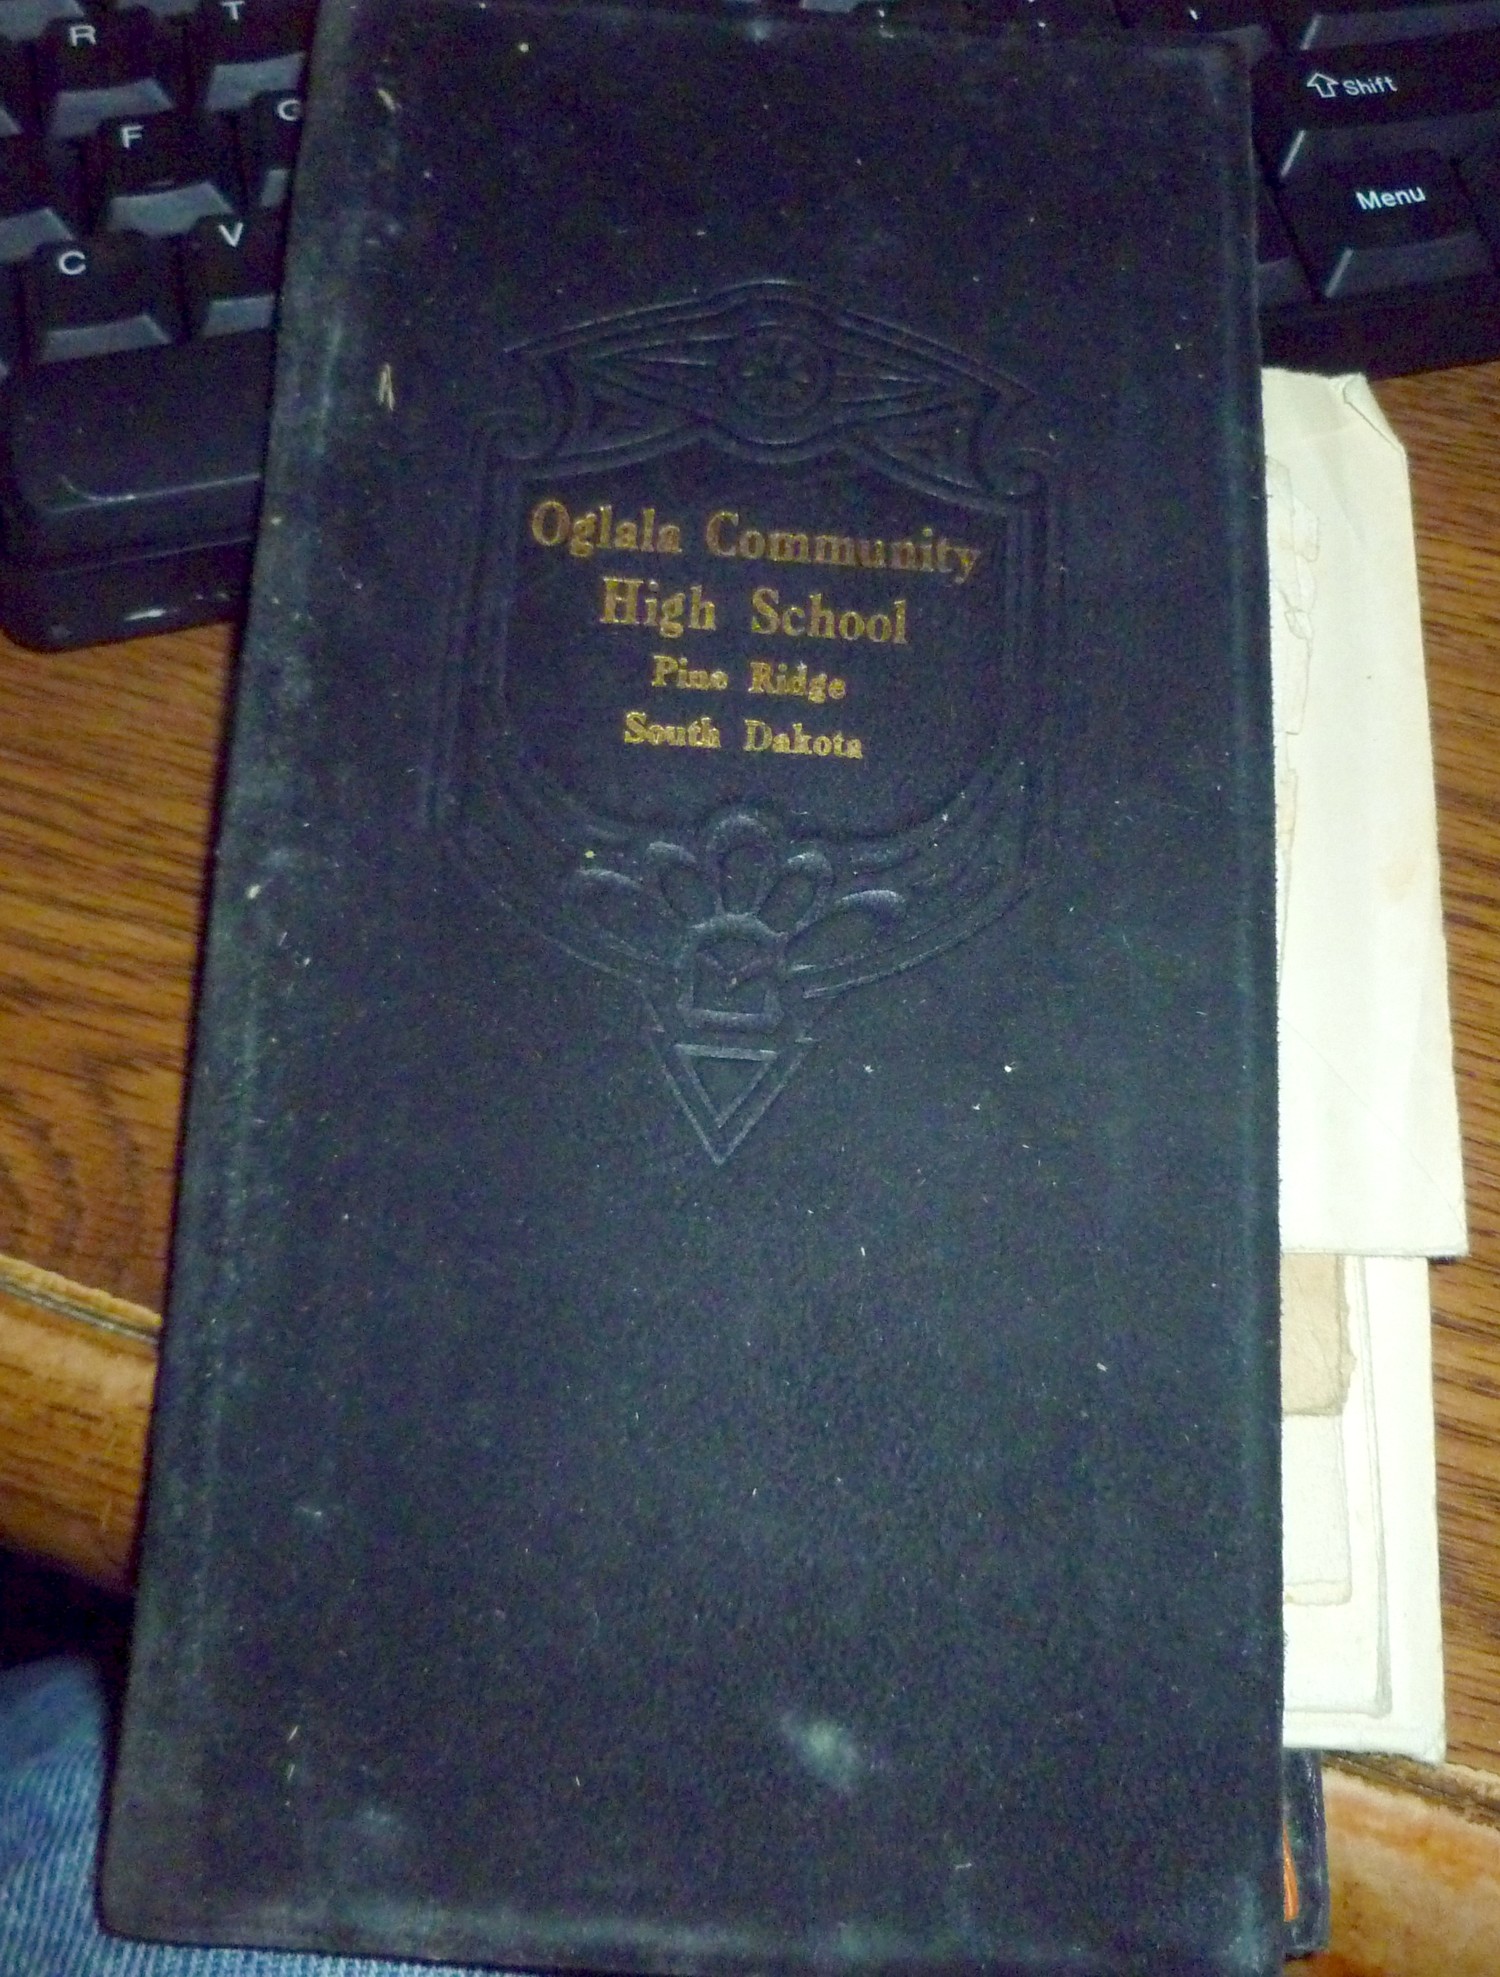 R
T
F
G
C
V
Shift
Menu
Oglala Community
High School
Pine Ridge
South Dakota